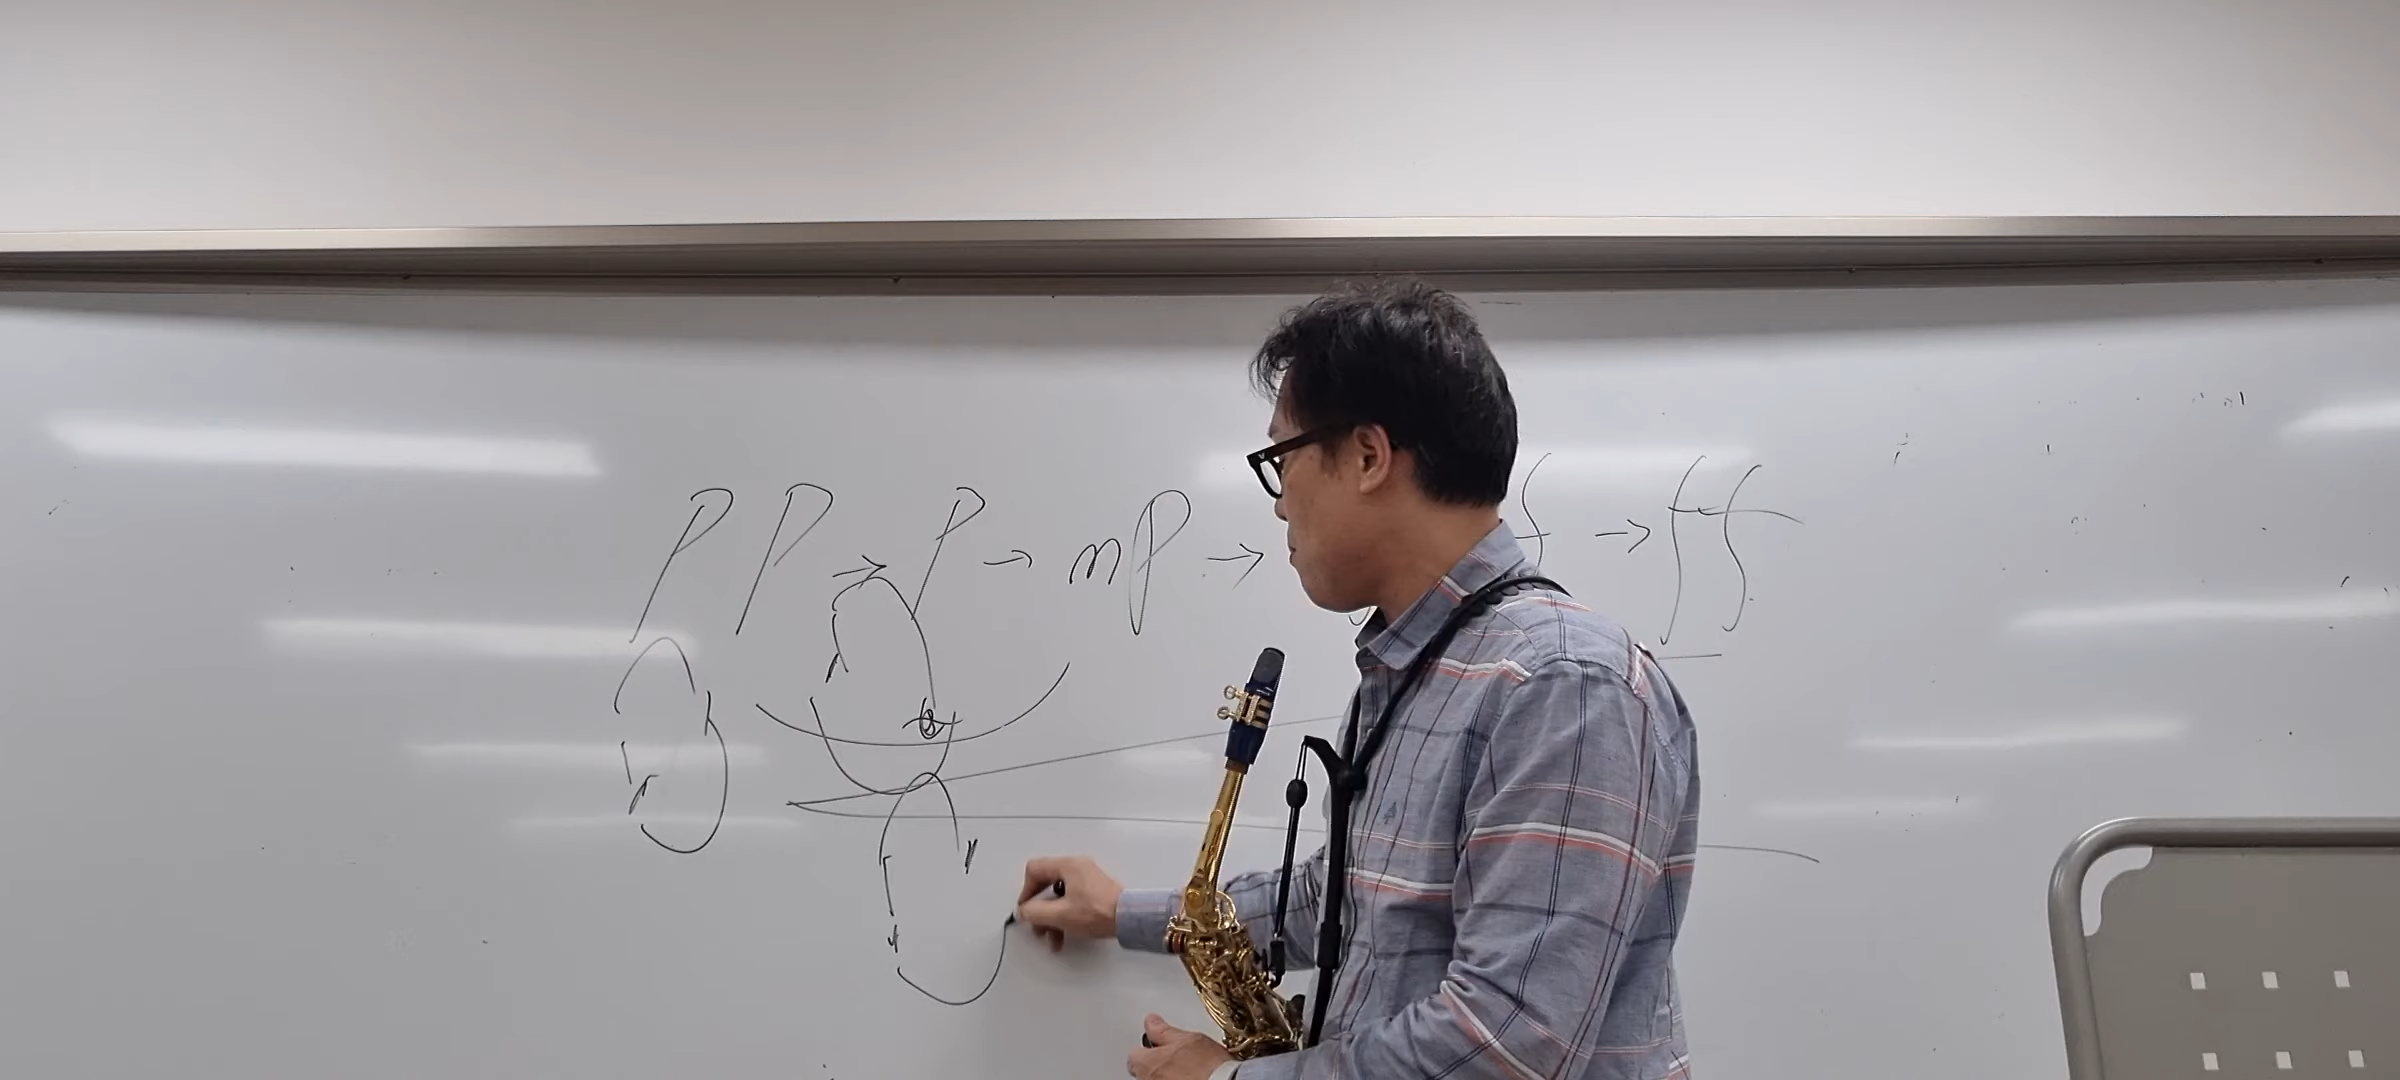 PP → P → mp → f → ff